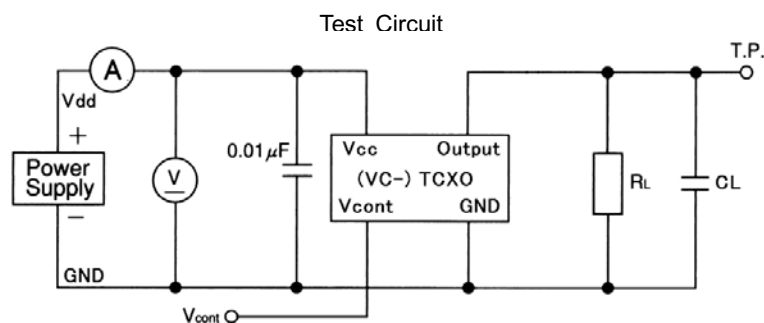 Test Circuit
T.P.
A
Vdd
+
Power
Supply
−
GND
V
0.01μF
Vcc Output
(VC-) TCXO
Vcont GND
RL
CL
Vcont